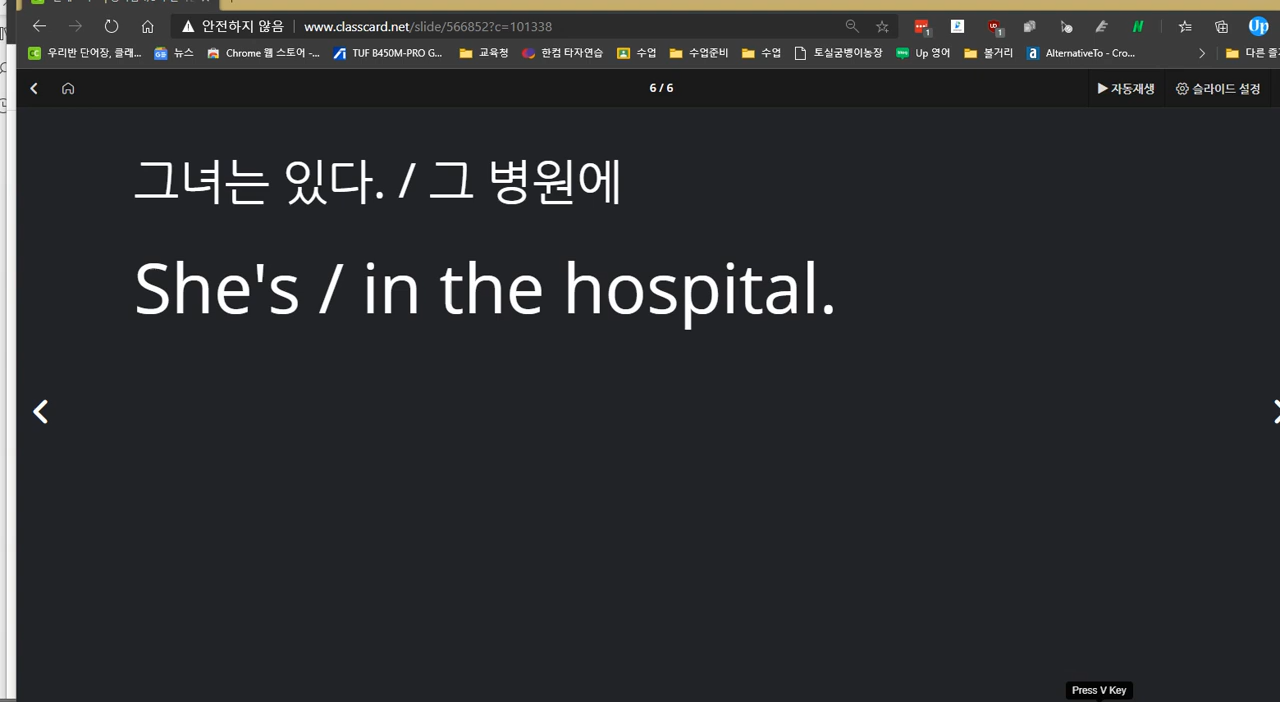 안전하지 않음 www.classcard.net/slide/566852?c=101338
우리반 단어장, 클래... 뉴스 Chrome 웹 스토어 -... TUF B450M-PRO G... 교육청 한컴 타자연습 수업 수업준비 수업 토실금병아농장 Up 영어 볼거리 AlternativeTo - Cro... 다른 즐
6 / 6 자동재생 슬라이드 설정
그녀는 있다. / 그 병원에
She's / in the hospital.
Press V Key